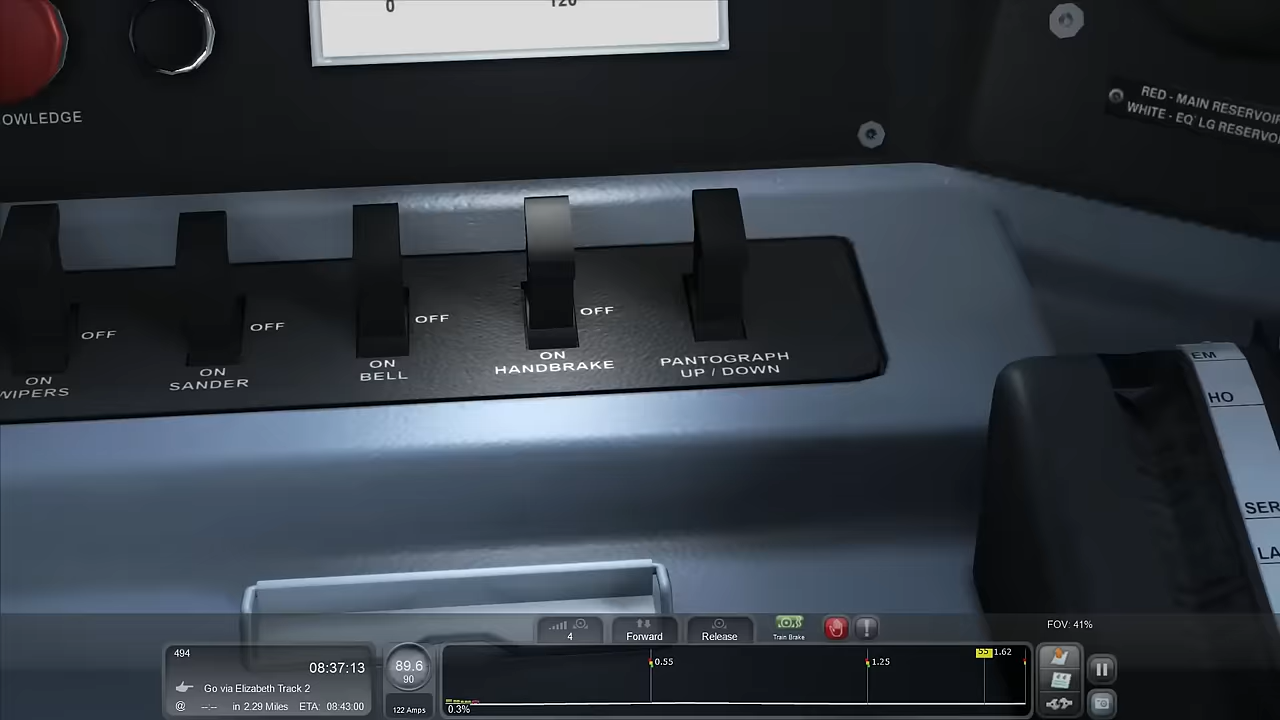 0
120
OWLEDGE
RED - MAIN RESERVOIR
WHITE - EQ' LG RESERVO
OFF
ON
WIPERS
OFF
ON
SANDER
OFF
ON
BELL
OFF
ON
HANDBRAKE
PANTOGRAPH
UP / DOWN
EM
HO
SER
LA
4
Forward
Release
Train Brake
FOV: 41%
494
08:37:13
Go via Elizabeth Track 2
@ --:-- in 2.29 Miles ETA: 08:43:00
89.6
90
122 Amps
0.55
1.25
55 1.62
0.3%